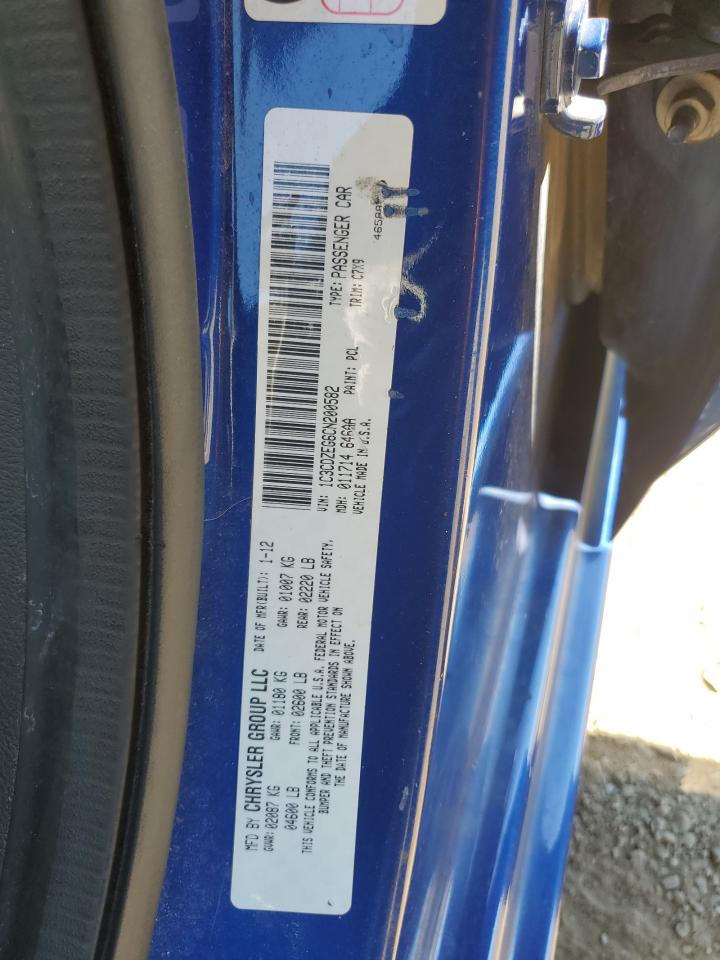 MFD BY CHRYSLER GROUP LLC
DATE OF MFR(BUILT): 1-12
GVWR: 02087 KG
GAWR: 01180 KG
GAWR: 01007 KG
04600 LB
FRONT: 02600 LB
REAR: 02220 LB
THIS VEHICLE CONFORMS TO ALL APPLICABLE U.S.A. FEDERAL MOTOR VEHICLE SAFETY,
BUMPER AND THEFT PREVENTION STANDARDS IN EFFECT ON
THE DATE OF MANUFACTURE SHOWN ABOVE.
VIN: 1C3CDZEG6CN200582
TYPE: PASSENGER CAR
MDH: 011714 646AA
PAINT: PCL
TRIM: C7X9
VEHICLE MADE IN U.S.A.